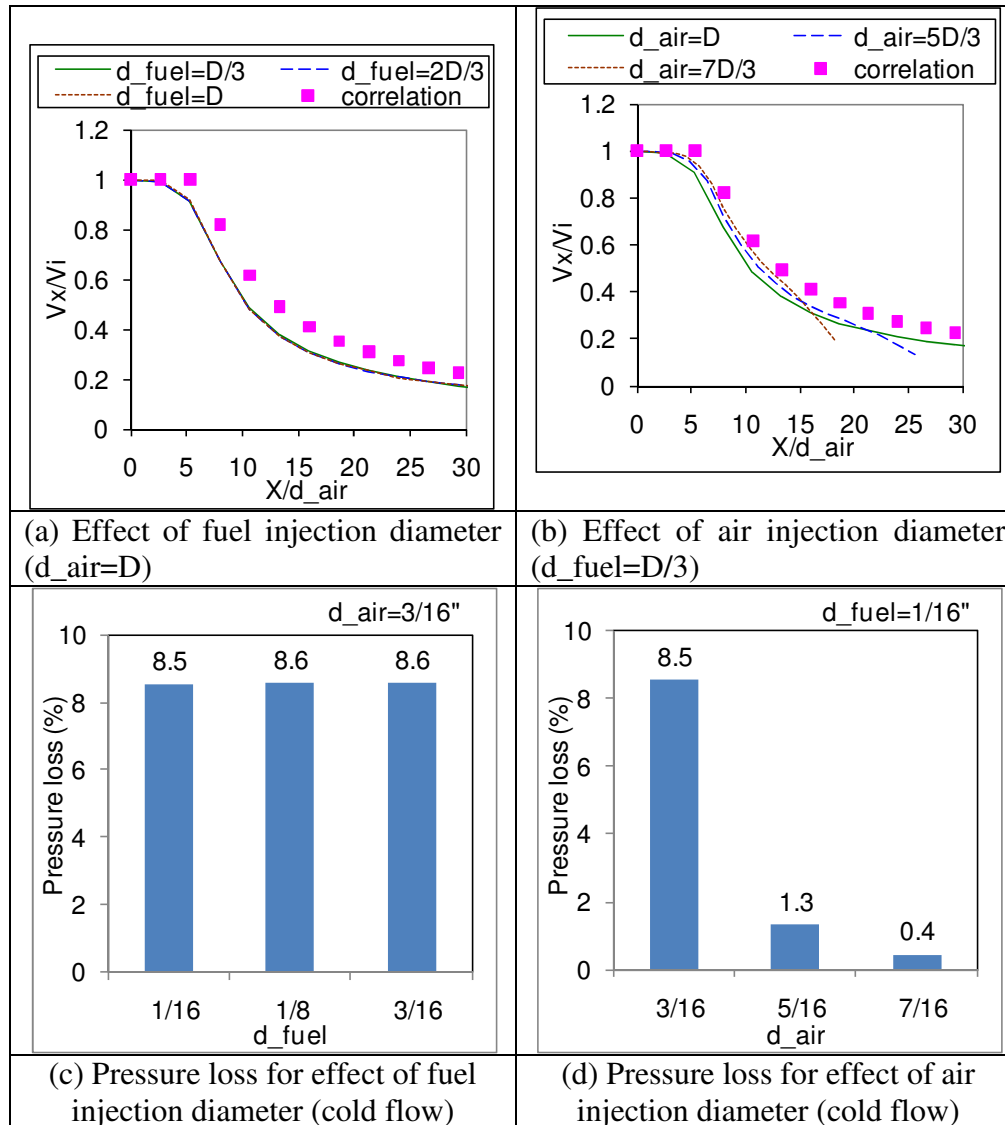 d_fuel=D/3 d_fuel=2D/3
d_fuel=D correlation
1.2
1
0.8
0.6
0.4
0.2
0
Vx/Vi
0 5 10 15 20 25 30
X/d_air
(a) Effect of fuel injection diameter
(d_air=D)
d_air=D d_air=5D/3
d_air=7D/3 correlation
1.2
1
0.8
0.6
0.4
0.2
0
Vx/Vi
0 5 10 15 20 25 30
X/d_air
(b) Effect of air injection diameter
(d_fuel=D/3)
d_air=3/16"
10
8
6
4
2
0
Pressure loss (%)
8.5 8.6 8.6
1/16 1/8 3/16
d_fuel
(c) Pressure loss for effect of fuel
injection diameter (cold flow)
d_fuel=1/16"
10
8
6
4
2
0
Pressure loss (%)
8.5
1.3
0.4
3/16 5/16 7/16
d_air
(d) Pressure loss for effect of air
injection diameter (cold flow)